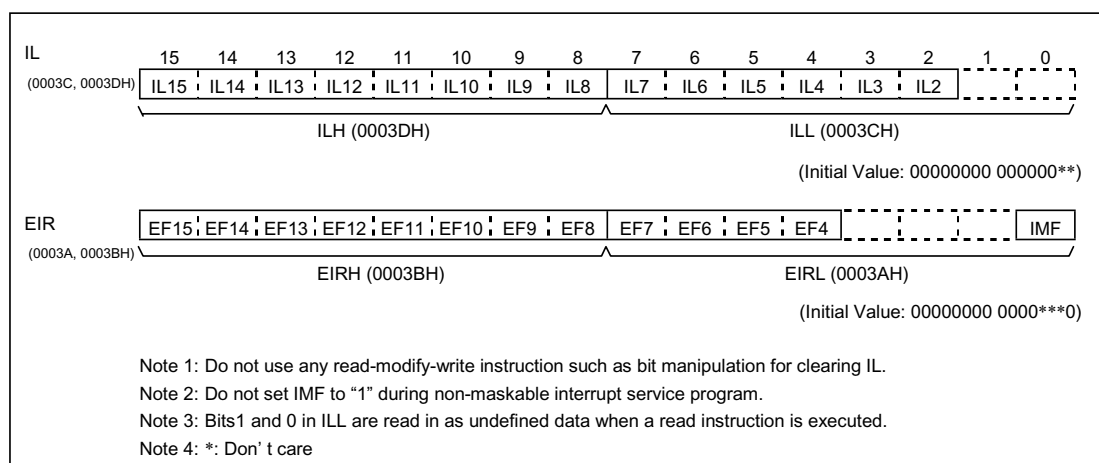 IL
15 14 13 12 11 10 9 8 7 6 5 4 3 2 1 0
(0003C, 0003DH)
IL15 IL14 IL13 IL12 IL11 IL10 IL9 IL8 IL7 IL6 IL5 IL4 IL3 IL2
ILH (0003DH) ILL (0003CH)
(Initial Value: 00000000 000000**)
EIR
EF15 EF14 EF13 EF12 EF11 EF10 EF9 EF8 EF7 EF6 EF5 EF4 IMF
(0003A, 0003BH)
EIRH (0003BH) EIRL (0003AH)
(Initial Value: 00000000 0000***0)
Note 1: Do not use any read-modify-write instruction such as bit manipulation for clearing IL.
Note 2: Do not set IMF to “1” during non-maskable interrupt service program.
Note 3: Bits1 and 0 in ILL are read in as undefined data when a read instruction is executed.
Note 4: *: Don’ t care